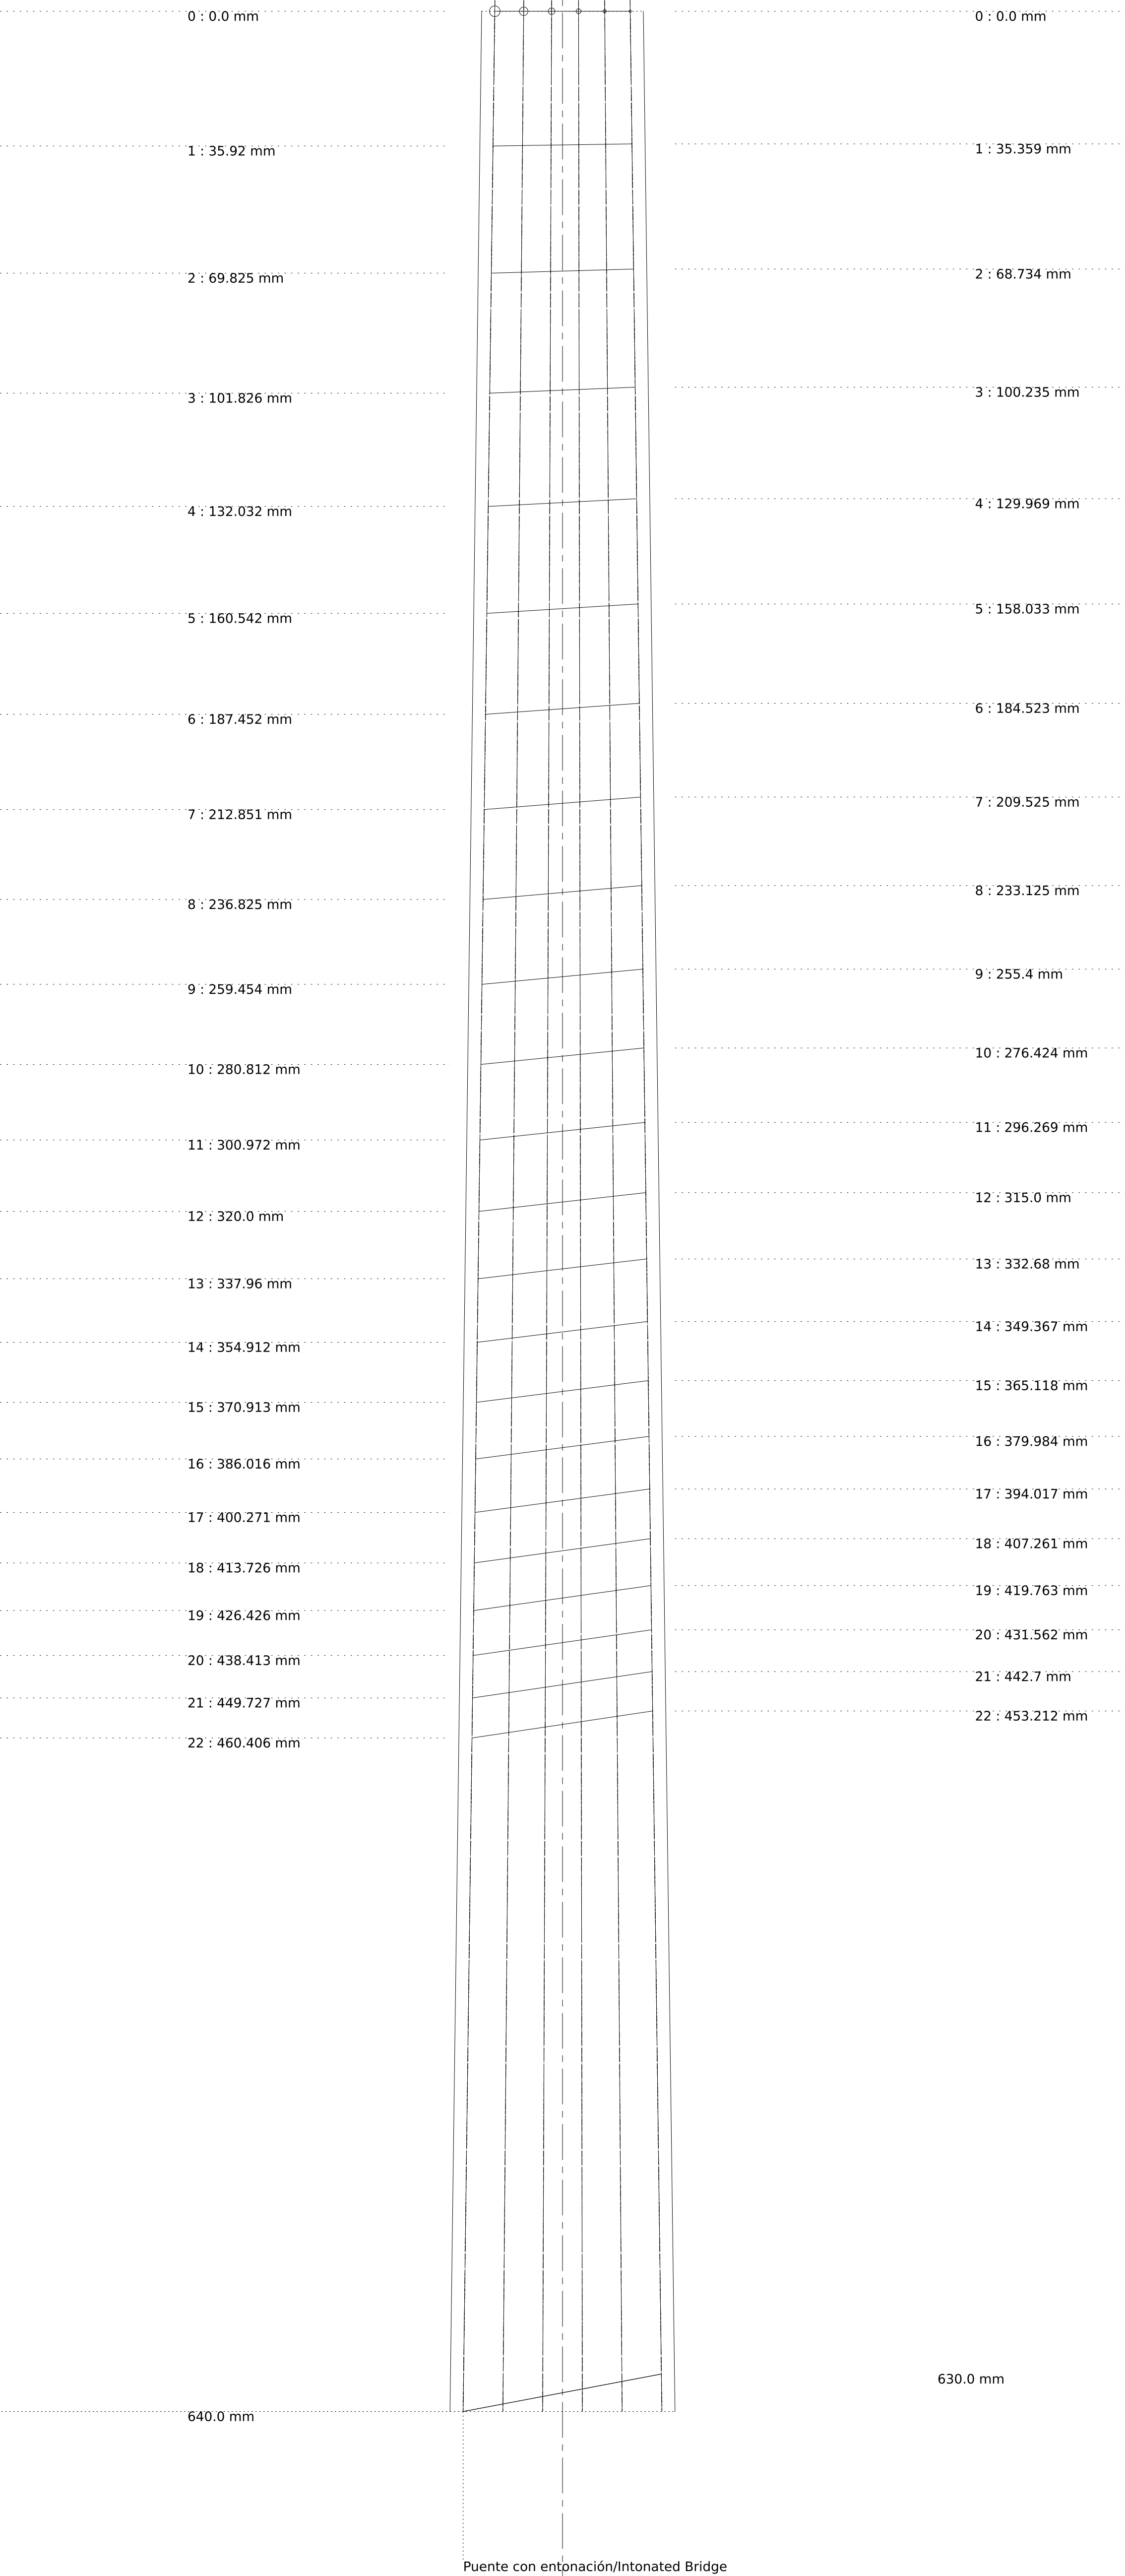 0 : 0.0 mm
0 : 0.0 mm
1 : 35.92 mm
1 : 35.359 mm
2 : 69.825 mm
2 : 68.734 mm
3 : 101.826 mm
3 : 100.235 mm
4 : 132.032 mm
4 : 129.969 mm
5 : 160.542 mm
5 : 158.033 mm
6 : 187.452 mm
6 : 184.523 mm
7 : 212.851 mm
7 : 209.525 mm
8 : 236.825 mm
8 : 233.125 mm
9 : 259.454 mm
9 : 255.4 mm
10 : 280.812 mm
10 : 276.424 mm
11 : 300.972 mm
11 : 296.269 mm
12 : 320.0 mm
12 : 315.0 mm
13 : 337.96 mm
13 : 332.68 mm
14 : 354.912 mm
14 : 349.367 mm
15 : 370.913 mm
15 : 365.118 mm
16 : 386.016 mm
16 : 379.984 mm
17 : 400.271 mm
17 : 394.017 mm
18 : 413.726 mm
18 : 407.261 mm
19 : 426.426 mm
19 : 419.763 mm
20 : 438.413 mm
20 : 431.562 mm
21 : 449.727 mm
21 : 442.7 mm
22 : 460.406 mm
22 : 453.212 mm
630.0 mm
640.0 mm
Puente con entonación/Intonated Bridge